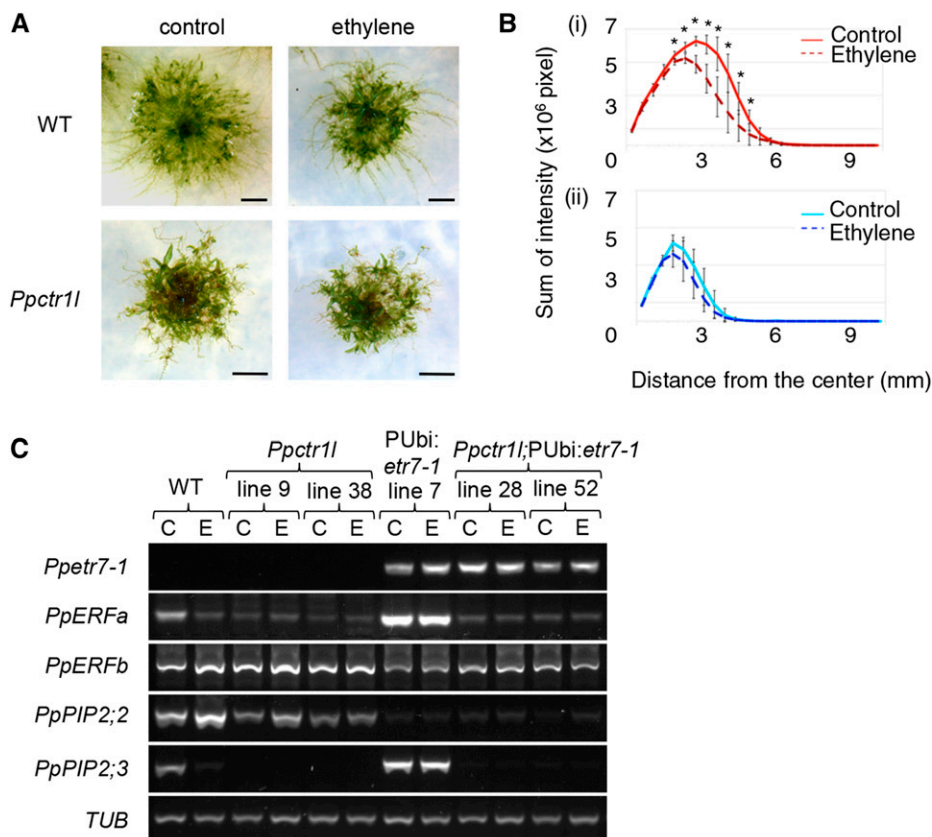 A
control
ethylene
WT
Ppctr1l
B
(i)
7
5
3
0
3
6
9
* * * * * * * *
Control
Ethylene
Sum of intensity (x10⁶ pixel)
(ii)
7
5
3
0
3
6
9
Control
Ethylene
Distance from the center (mm)
C
WT
Ppctr1l
PUbi:
etr7-1
Ppctr1l;PUbi:etr7-1
line 9 line 38 line 7 line 28 line 52
C E C E C E C E C E C E
Ppetr7-1
PpERFa
PpERFb
PpPIP2;2
PpPIP2;3
TUB